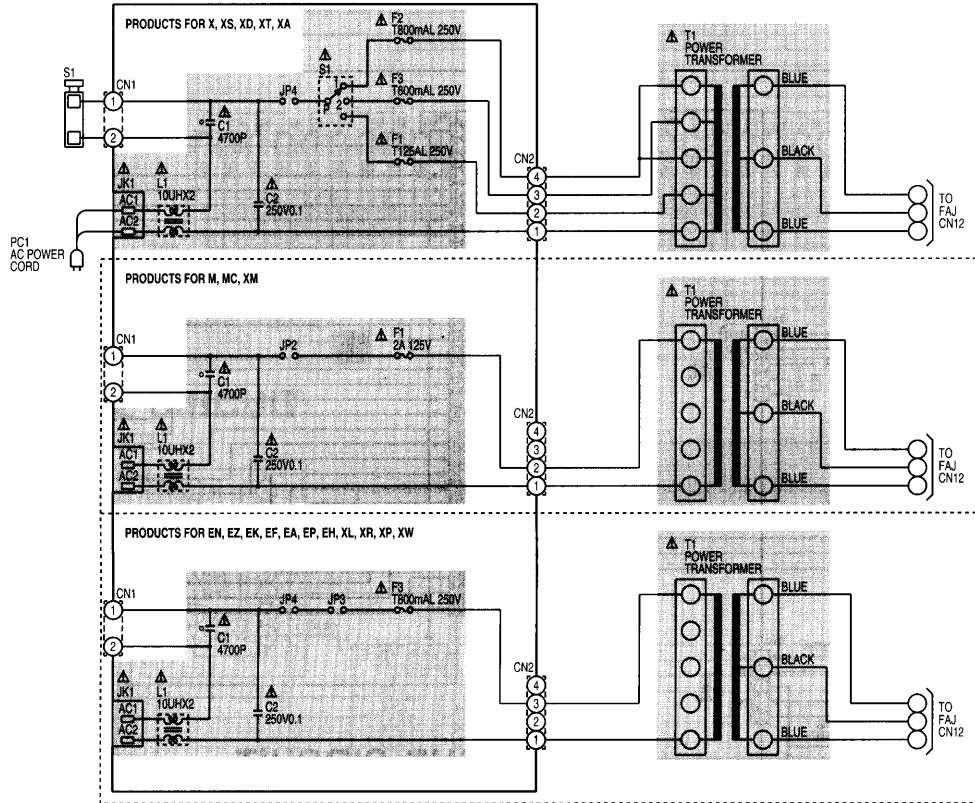 PRODUCTS FOR X, XS, XD, XT, XA
F2
T800mAL 250V
S1
CN1
1
2
S1
1
2
P
JP4
F3
T800mAL 250V
F1
T125AL 250V
C1
4700P
C2
250V0.1
JK1
AC1
AC2
L1
10UHX2
PC1
AC POWER
CORD
CN2
4
3
2
1
T1
POWER
TRANSFORMER
BLUE
BLACK
BLUE
TO
FAJ
CN12
PRODUCTS FOR M, MC, XM
CN1
1
2
JP2
F1
2A 125V
C1
4700P
C2
250V0.1
JK1
AC1
AC2
L1
10UHX2
CN2
4
3
2
1
T1
POWER
TRANSFORMER
BLUE
BLACK
BLUE
TO
FAJ
CN12
PRODUCTS FOR EN, EZ, EK, EF, EA, EP, EH, XL, XR, XP, XW
CN1
1
2
JP4
JP3
F3
T800mAL 250V
C1
4700P
C2
250V0.1
JK1
AC1
AC2
L1
10UHX2
CN2
4
3
2
1
T1
POWER
TRANSFORMER
BLUE
BLACK
BLUE
TO
FAJ
CN12